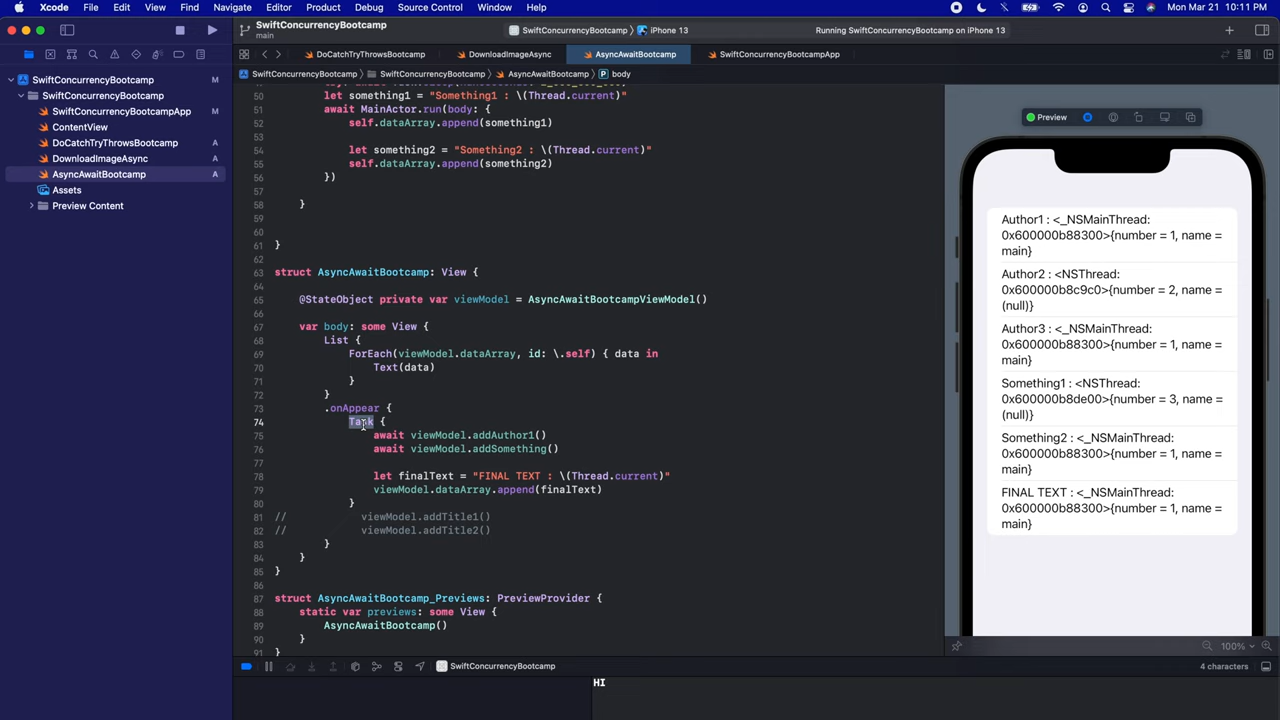 Xcode File Edit View Find Navigate Editor Product Debug Source Control Window Help Mon Mar 21 10:11 PM
SwiftConcurrencyBootcamp
main
SwiftConcurrencyBootcamp iPhone 13 Running SwiftConcurrencyBootcamp on iPhone 13
DoCatchTryThrowsBootcamp DownloadImageAsync AsyncAwaitBootcamp SwiftConcurrencyBootcampApp
SwiftConcurrencyBootcamp SwiftConcurrencyBootcamp AsyncAwaitBootcamp body
SwiftConcurrencyBootcamp M
SwiftConcurrencyBootcamp
SwiftConcurrencyBootcampApp M
ContentView
DoCatchTryThrowsBootcamp A
DownloadImageAsync A
AsyncAwaitBootcamp A
Assets
Preview Content
50 let something1 = "Something1 : \(Thread.current)"
51 await MainActor.run(body: {
52 self.dataArray.append(something1)
53
54 let something2 = "Something2 : \(Thread.current)"
55 self.dataArray.append(something2)
56 })
57
58 }
59
60
61 }
62
63 struct AsyncAwaitBootcamp: View {
64
65 @StateObject private var viewModel = AsyncAwaitBootcampViewModel()
66
67 var body: some View {
68 List {
69 ForEach(viewModel.dataArray, id: \.self) { data in
70 Text(data)
71 }
72 }
73 .onAppear {
74 Task {
75 await viewModel.addAuthor1()
76 await viewModel.addSomething()
77
78 let finalText = "FINAL TEXT : \(Thread.current)"
79 viewModel.dataArray.append(finalText)
80 }
81 // viewModel.addTitle1()
82 // viewModel.addTitle2()
83 }
84 }
85 }
86
87 struct AsyncAwaitBootcamp_Previews: PreviewProvider {
88 static var previews: some View {
89 AsyncAwaitBootcamp()
90 }
91 }
Preview
Author1 : <_NSMainThread:
0x600000b88300>{number = 1, name =
main}
Author2 : <NSThread:
0x600000b8c9c0>{number = 2, name =
(null)}
Author3 : <_NSMainThread:
0x600000b88300>{number = 1, name =
main}
Something1 : <NSThread:
0x600000b8de00>{number = 3, name =
(null)}
Something2 : <_NSMainThread:
0x600000b88300>{number = 1, name =
main}
FINAL TEXT : <_NSMainThread:
0x600000b88300>{number = 1, name =
main}
100%
SwiftConcurrencyBootcamp
4 characters
HI